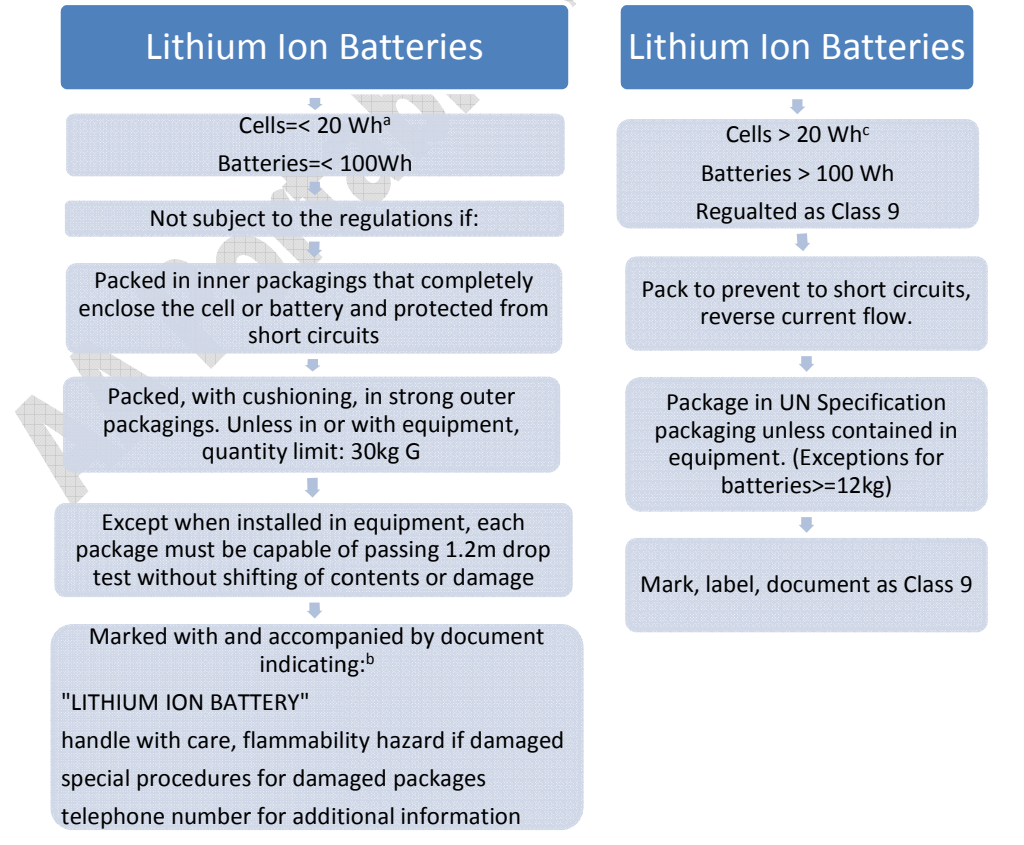 Lithium Ion Batteries
Cells=< 20 Whᵃ
Batteries=< 100Wh
Not subject to the regulations if:
Packed in inner packagings that completely
enclose the cell or battery and protected from
short circuits
Packed, with cushioning, in strong outer
packagings. Unless in or with equipment,
quantity limit: 30kg G
Except when installed in equipment, each
package must be capable of passing 1.2m drop
test without shifting of contents or damage
Marked with and accompanied by document
indicating:ᵇ
"LITHIUM ION BATTERY"
handle with care, flammability hazard if damaged
special procedures for damaged packages
telephone number for additional information
Lithium Ion Batteries
Cells > 20 Whᶜ
Batteries > 100 Wh
Regualted as Class 9
Pack to prevent to short circuits,
reverse current flow.
Package in UN Specification
packaging unless contained in
equipment. (Exceptions for
batteries>=12kg)
Mark, label, document as Class 9